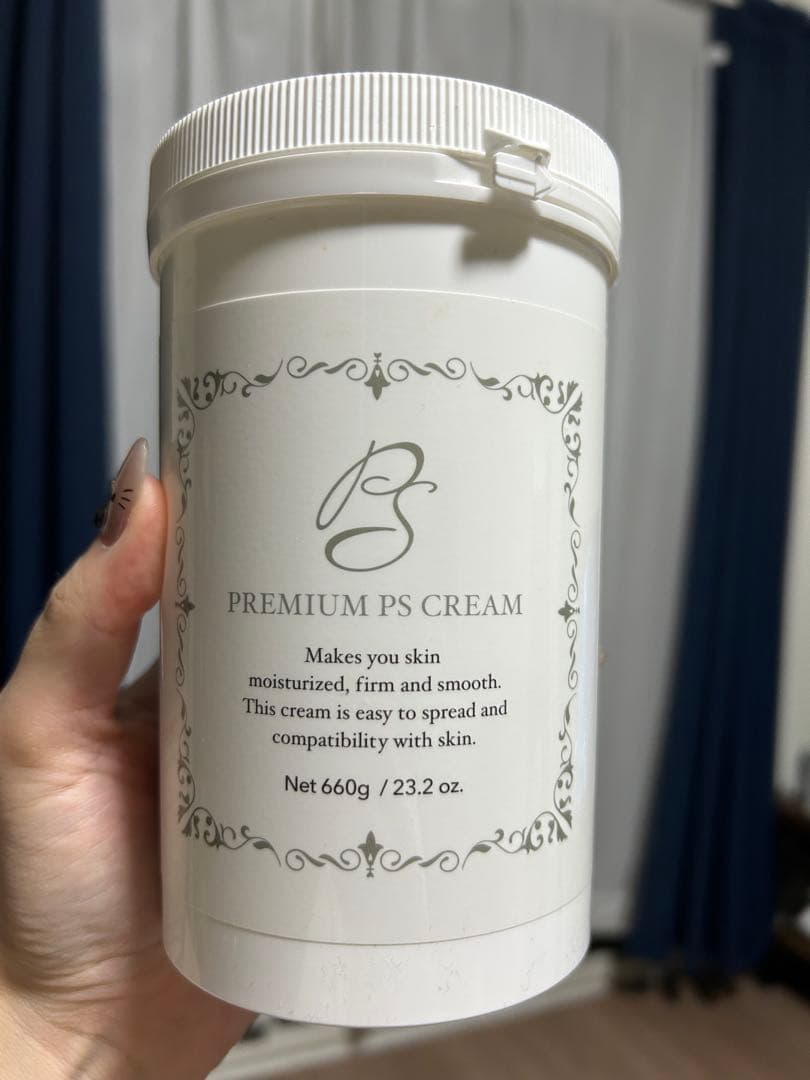 PS
PREMIUM PS CREAM
Makes you skin
moisturized, firm and smooth.
This cream is easy to spread and
compatibility with skin.
Net 660g / 23.2 oz.